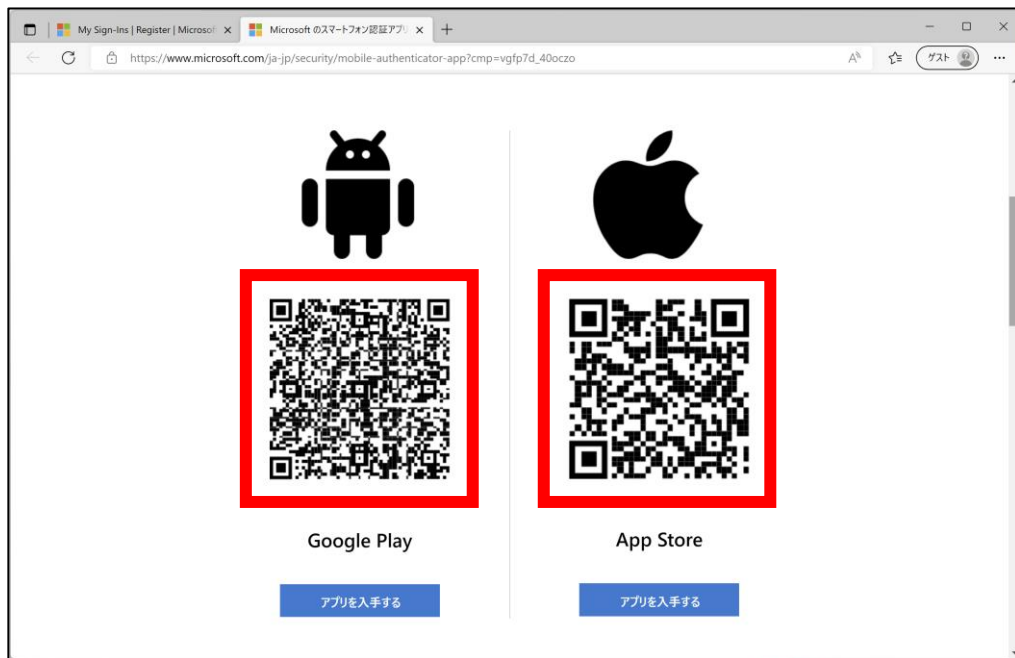 My Sign-Ins | Register | Microsof
Microsoft のスマートフォン認証アプリ
https://www.microsoft.com/ja-jp/security/mobile-authenticator-app?cmp=vgfp7d_40oczo
ゲスト
Google Play
App Store
アプリを入手する
アプリを入手する